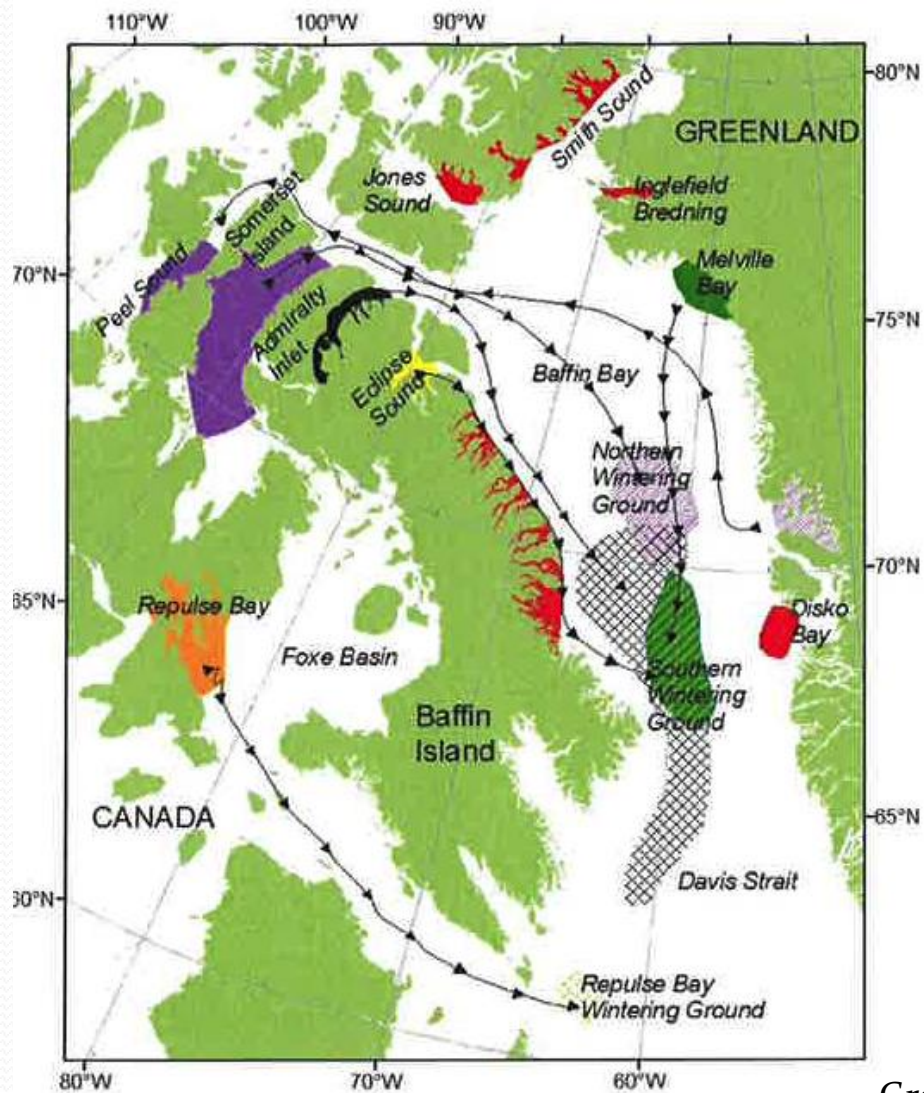 110°W 100°W 90°W
80°N
GREENLAND
Smith Sound
Jones
Sound
Inglefield
Bredning
Somerset
Island
Melville
Bay
Peel Sound
70°N
75°N
Admiralty
Inlet
Eclipse
Sound
Baffin Bay
Northern
Wintering
Ground
70°N
65°N
Repulse Bay
Disko
Bay
Foxe Basin
Southern
Wintering
Ground
Baffin
Island
CANADA
65°N
Davis Strait
60°N
Repulse Bay
Wintering Ground
80°W 70°W 60°W